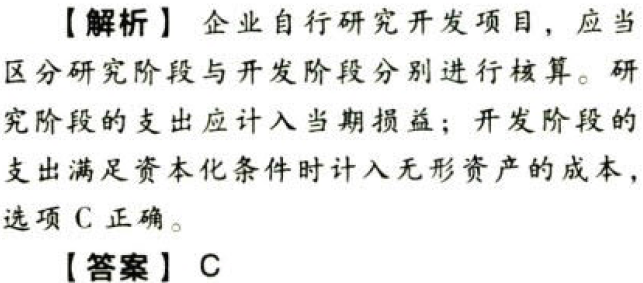 【解析】 企业自行研究开发项目，应当
区分研究阶段与开发阶段分别进行核算。研
究阶段的支出应计入当期损益；开发阶段的
支出满足资本化条件时计入无形资产的成本，
选项 C 正确。
【答案】 C